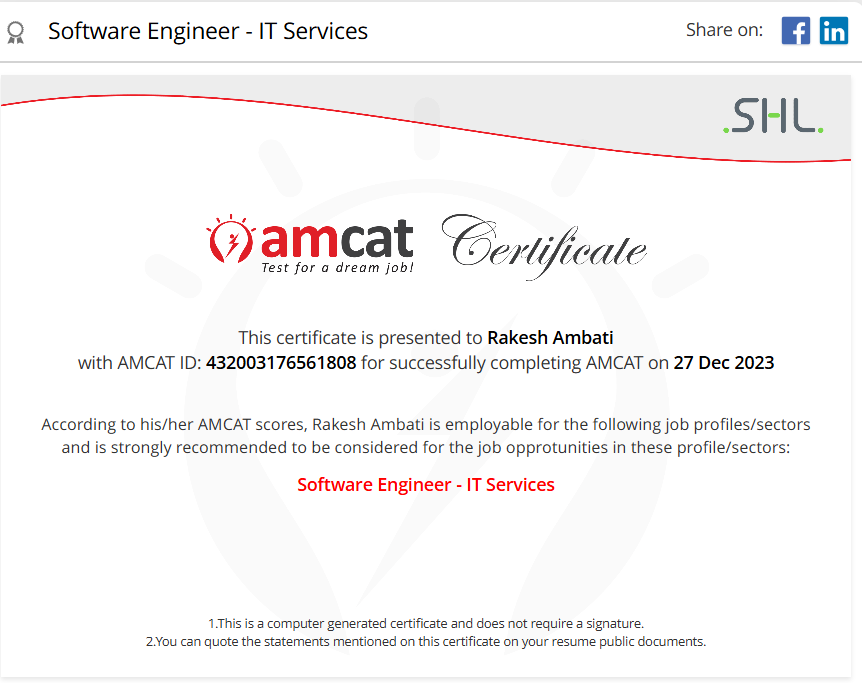 Software Engineer - IT Services
Share on:
f
in
.SHL.
amcat
Test for a dream job!
Certificate
This certificate is presented to Rakesh Ambati
with AMCAT ID: 432003176561808 for successfully completing AMCAT on 27 Dec 2023
According to his/her AMCAT scores, Rakesh Ambati is employable for the following job profiles/sectors
and is strongly recommended to be considered for the job opprotunities in these profile/sectors:
Software Engineer - IT Services
1.This is a computer generated certificate and does not require a signature.
2.You can quote the statements mentioned on this certificate on your resume public documents.